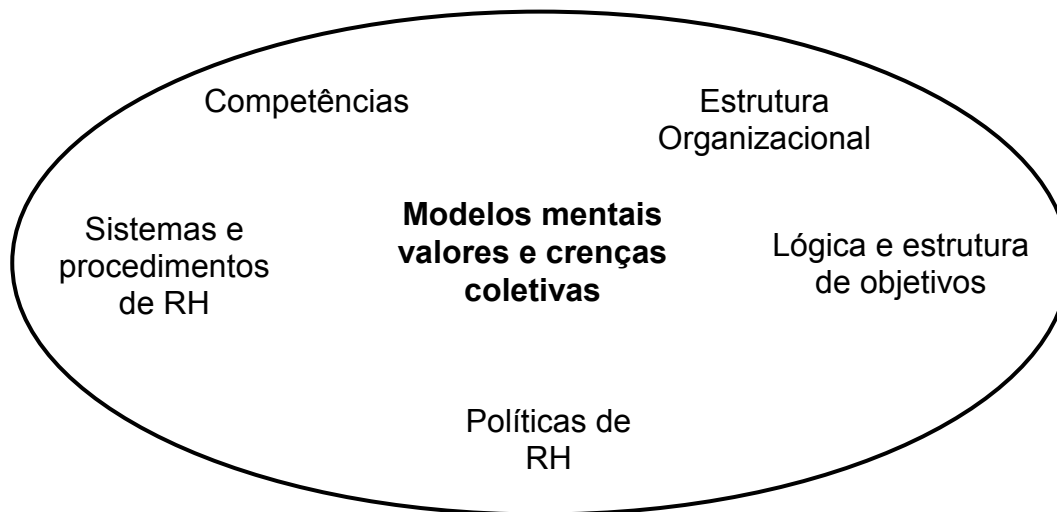 Competências
Estrutura
Organizacional
Sistemas e
procedimentos
de RH
Modelos mentais
valores e crenças
coletivas
Lógica e estrutura
de objetivos
Políticas de
RH